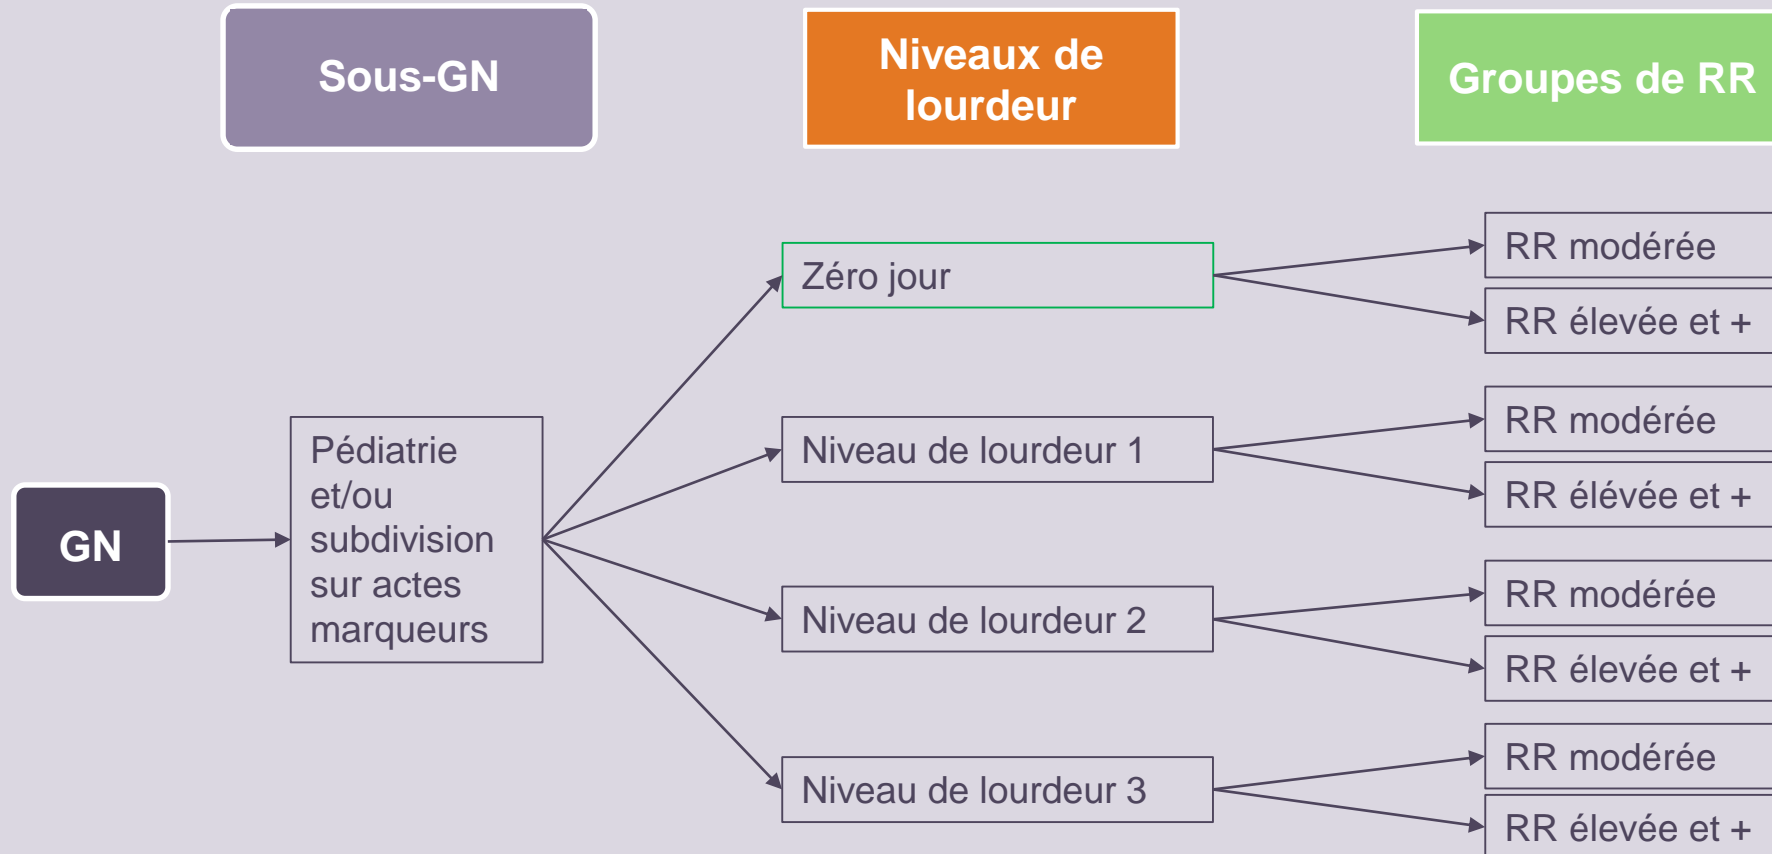 Sous-GN
Niveaux de
lourdeur
Groupes de RR
GN
Pédiatrie
et/ou
subdivision
sur actes
marqueurs
Zéro jour
RR modérée
RR élevée et +
Niveau de lourdeur 1
RR modérée
RR élévée et +
Niveau de lourdeur 2
RR modérée
RR élevée et +
Niveau de lourdeur 3
RR modérée
RR élevée et +